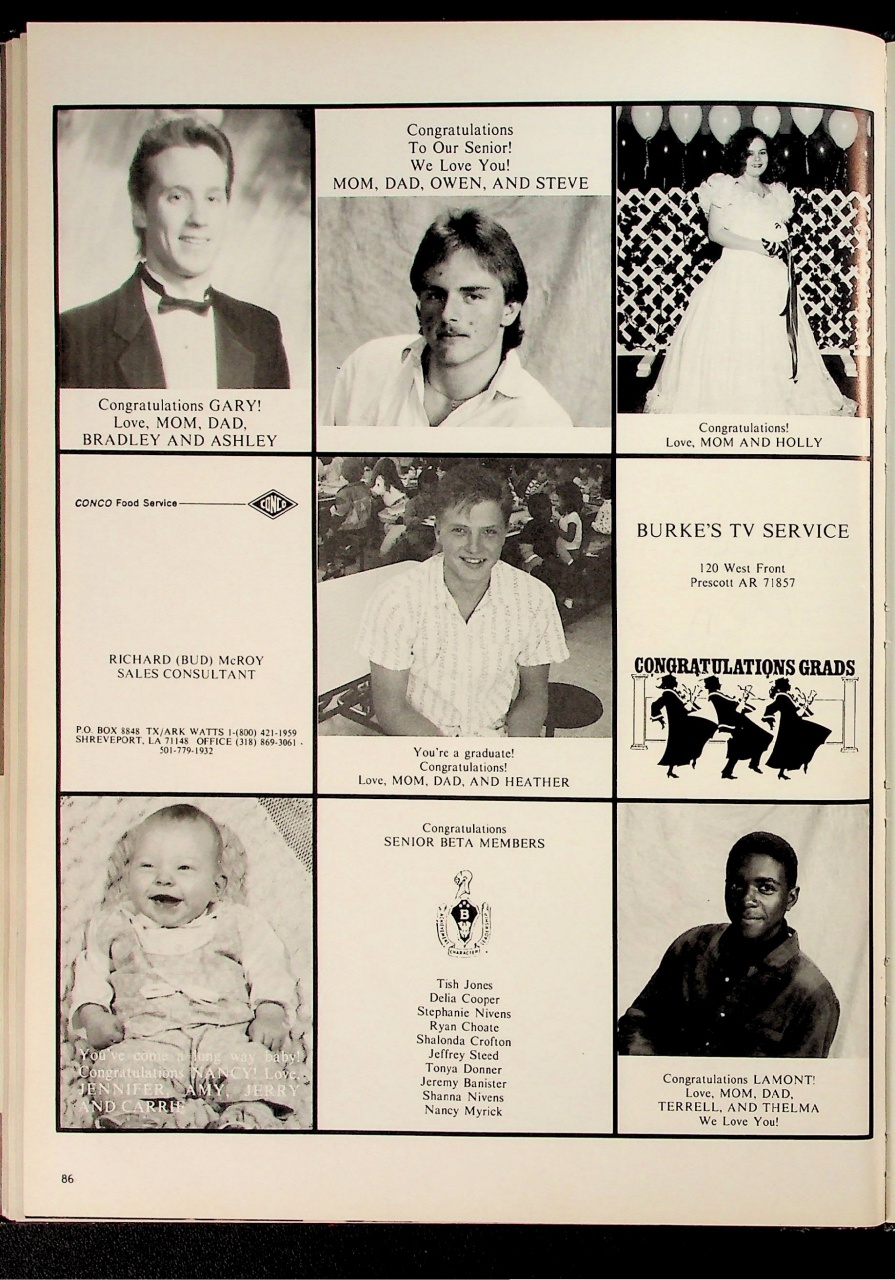 Congratulations GARY!
Love, MOM, DAD,
BRADLEY AND ASHLEY
Congratulations
To Our Senior!
We Love You!
MOM, DAD, OWEN, AND STEVE
Congratulations!
Love, MOM AND HOLLY
CONCO Food Service
CONCO
RICHARD (BUD) McROY
SALES CONSULTANT
P.O. BOX 8848 TX/ARK WATTS 1-(800) 421-1959
SHREVEPORT, LA 71148 OFFICE (318) 869-3061
501-779-1932
You're a graduate!
Congratulations!
Love, MOM, DAD, AND HEATHER
BURKE'S TV SERVICE
120 West Front
Prescott AR 71857
CONGRATULATIONS GRADS
You've come a long way baby!
Congratulations NANCY! Love,
JENNIFER, AMY, JERRY
AND CARRIE
Congratulations
SENIOR BETA MEMBERS
B
ACHIEVEMENT
CHARACTER
LEADERSHIP
Tish Jones
Delia Cooper
Stephanie Nivens
Ryan Choate
Shalonda Crofton
Jeffrey Steed
Tonya Donner
Jeremy Banister
Shanna Nivens
Nancy Myrick
Congratulations LAMONT!
Love, MOM, DAD,
TERRELL, AND THELMA
We Love You!
86